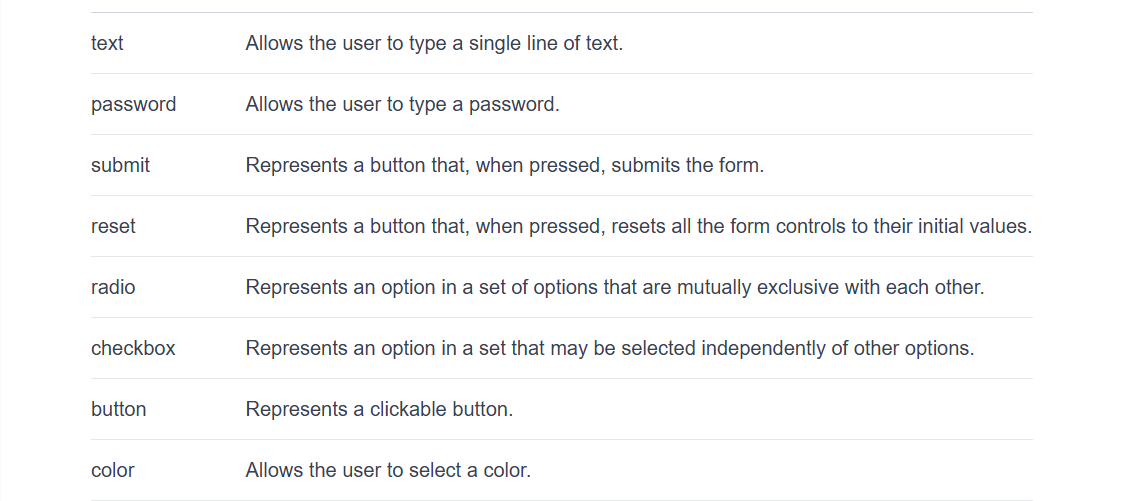 text Allows the user to type a single line of text.
password Allows the user to type a password.
submit Represents a button that, when pressed, submits the form.
reset Represents a button that, when pressed, resets all the form controls to their initial values.
radio Represents an option in a set of options that are mutually exclusive with each other.
checkbox Represents an option in a set that may be selected independently of other options.
button Represents a clickable button.
color Allows the user to select a color.